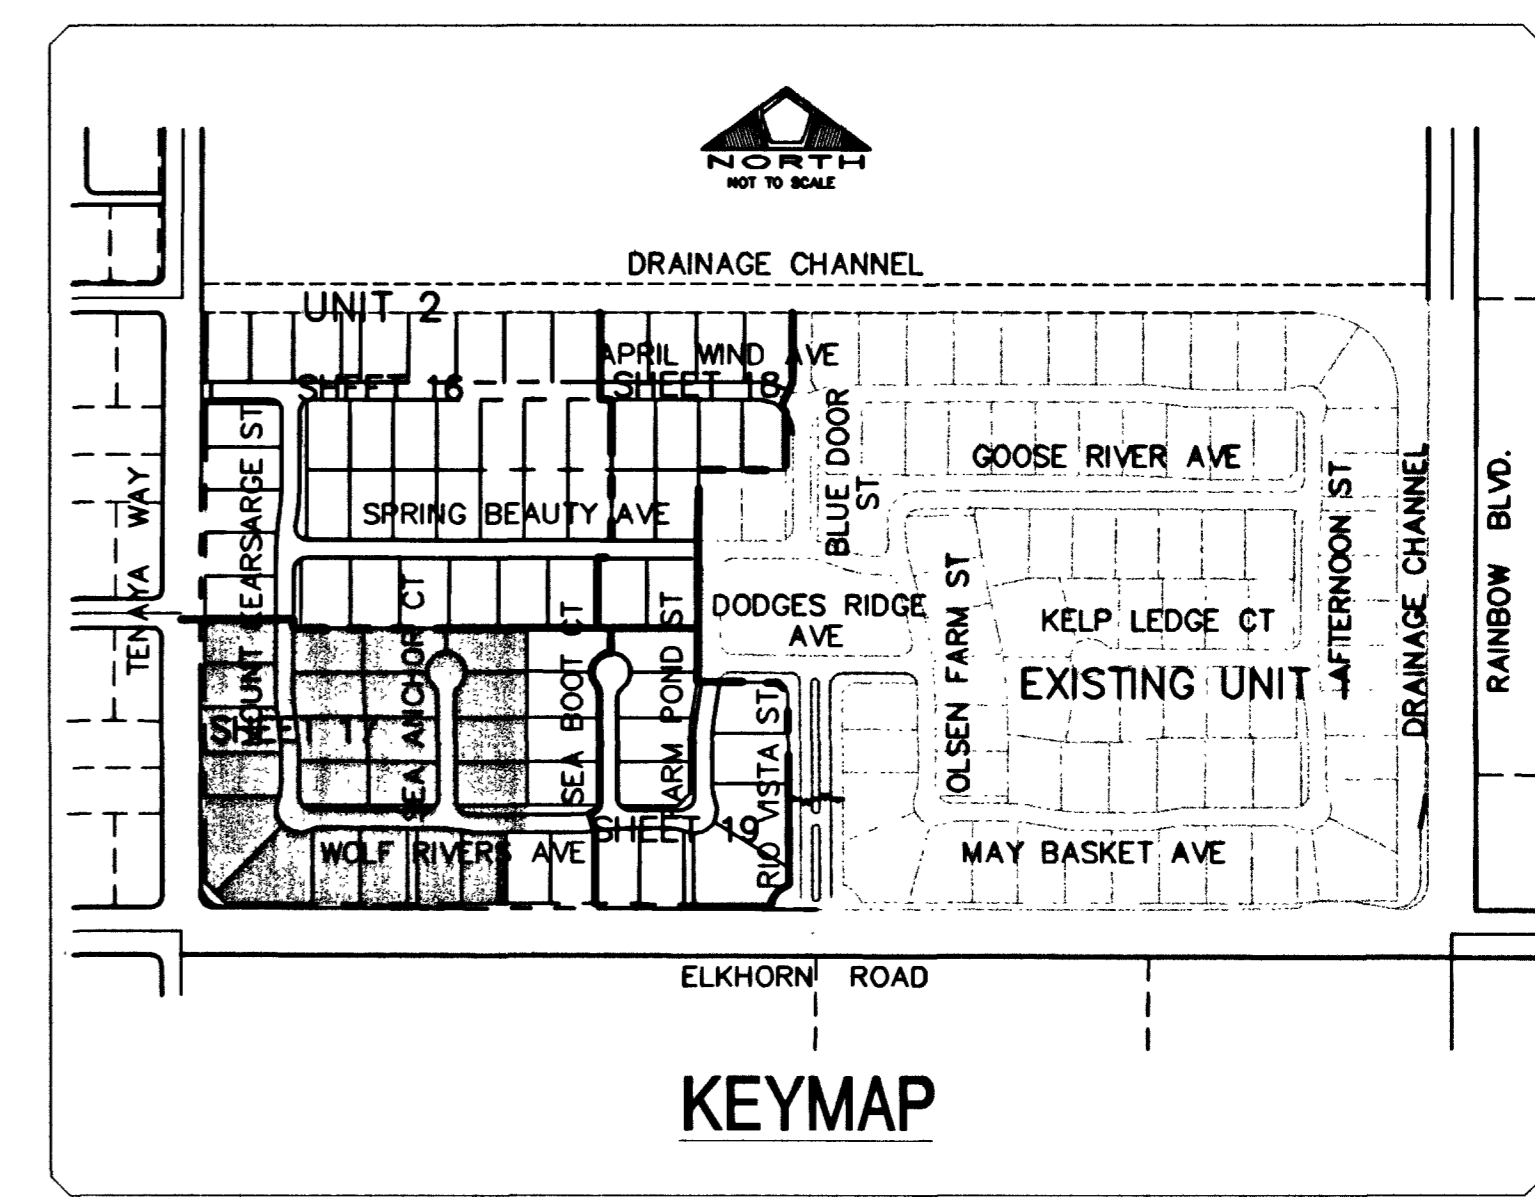 NORTH
NOT TO SCALE
DRAINAGE CHANNEL
UNIT 2
APRIL WIND AVE
SHEET 16
SHEET 18
BLUE DOOR
ST
GOOSE RIVER AVE
SPRING BEAUTY AVE
TENAYA WAY
MOUNT KEARSARGE ST
SEA ANCHOR CT
SEA BOOT CT
FARM POND ST
DODGES RIDGE
AVE
OLSEN FARM ST
KELP LEDGE CT
EXISTING UNIT 1
AFTERNOON ST
DRAINAGE CHANNEL
RAINBOW BLVD.
SHEET 17
RIO VISTA ST
SHEET 19
WOLF RIVERS AVE
MAY BASKET AVE
ELKHORN ROAD
KEYMAP